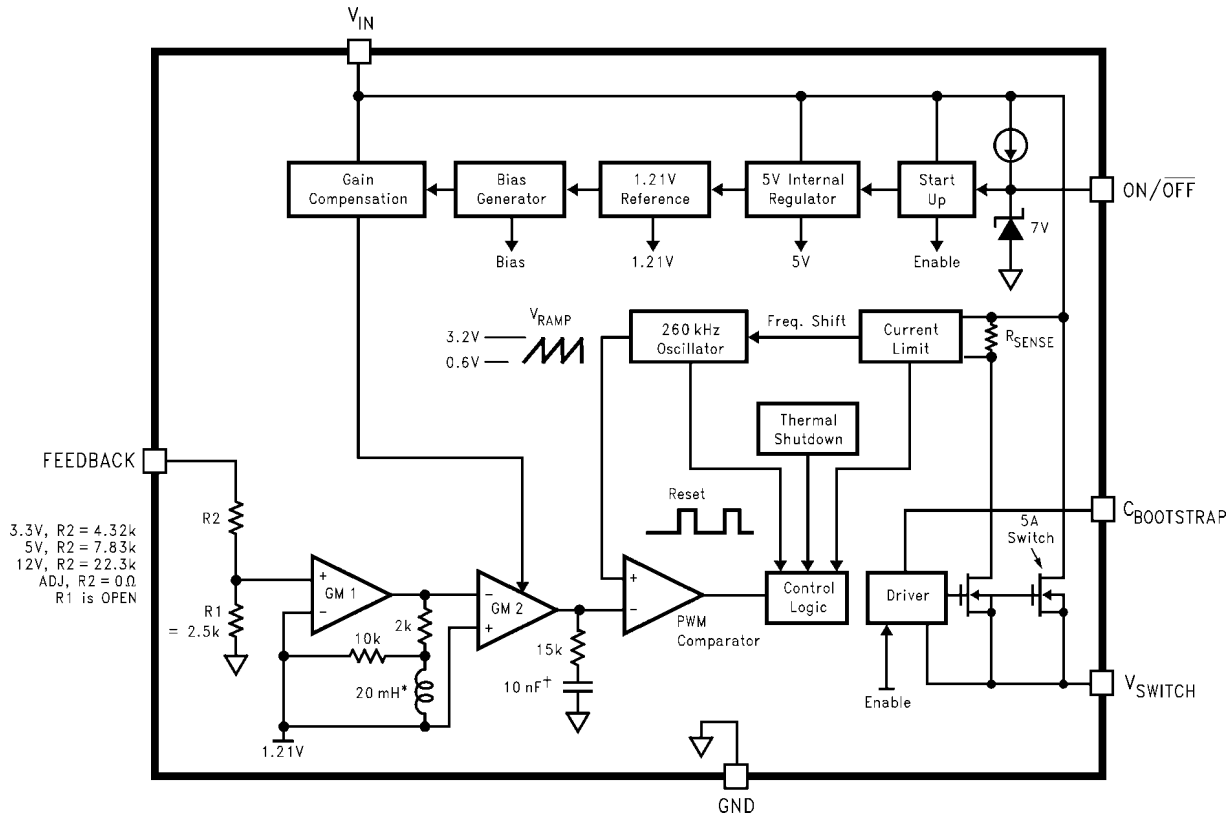 V_IN
Gain
Compensation
Bias
Generator
1.21V
Reference
5V Internal
Regulator
Start
Up
ON/O̅F̅F̅
7V
Bias
1.21V
5V
Enable
V_RAMP
3.2V
0.6V
260 kHz
Oscillator
Freq. Shift
Current
Limit
R_SENSE
Thermal
Shutdown
FEEDBACK
3.3V, R2 = 4.32k
5V, R2 = 7.83k
12V, R2 = 22.3k
ADJ, R2 = 0Ω
R1 is OPEN
R2
R1
= 2.5k
Reset
5A
Switch
C_BOOTSTRAP
+
GM 1
−
−
GM 2
+
2k
10k
20 mH*
1.21V
15k
10 nF†
+
−
PWM
Comparator
Control
Logic
Driver
Enable
V_SWITCH
GND